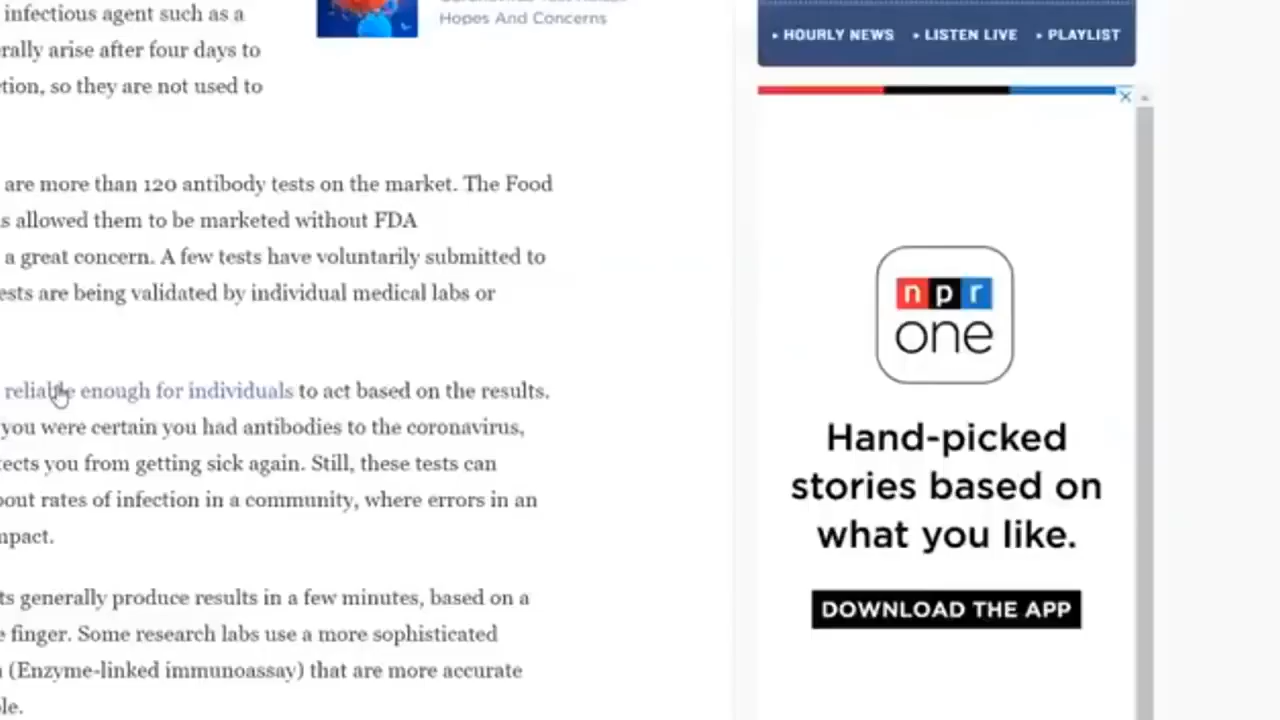 infectious agent such as a
rally arise after four days to
tion, so they are not used to
Hopes And Concerns
are more than 120 antibody tests on the market. The Food
s allowed them to be marketed without FDA
a great concern. A few tests have voluntarily submitted to
ests are being validated by individual medical labs or
reliable enough for individuals to act based on the results.
you were certain you had antibodies to the coronavirus,
tects you from getting sick again. Still, these tests can
bout rates of infection in a community, where errors in an
mpact.
ts generally produce results in a few minutes, based on a
e finger. Some research labs use a more sophisticated
(Enzyme-linked immunoassay) that are more accurate
le.
HOURLY NEWS LISTEN LIVE PLAYLIST
npr
one
Hand-picked
stories based on
what you like.
DOWNLOAD THE APP